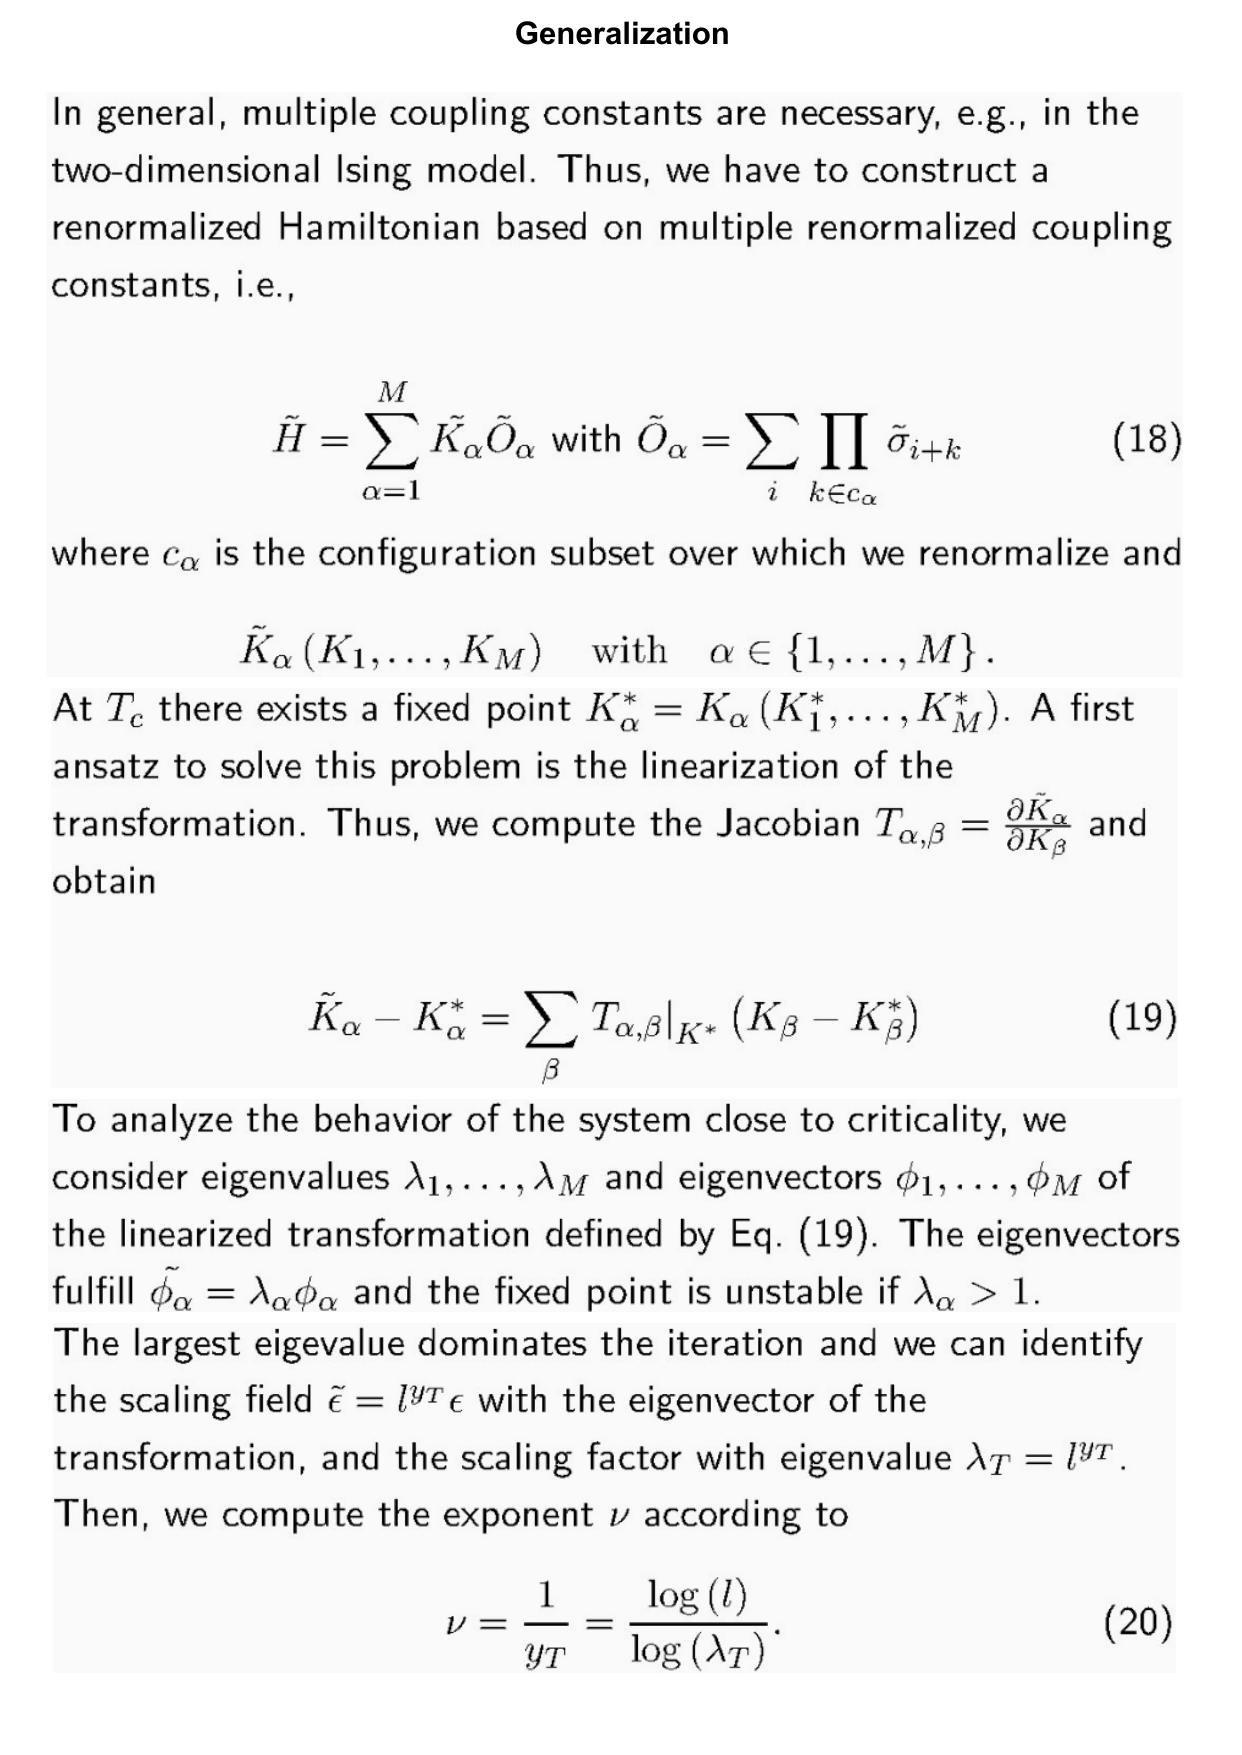 Generalization
In general, multiple coupling constants are necessary, e.g., in the
two-dimensional Ising model. Thus, we have to construct a
renormalized Hamiltonian based on multiple renormalized coupling
constants, i.e.,
$\tilde{H} = \sum_{\alpha=1}^{M} \tilde{K}_\alpha \tilde{O}_\alpha$ with $\tilde{O}_\alpha = \sum_i \prod_{k \in c_\alpha} \tilde{\sigma}_{i+k}$ (18)
where $c_\alpha$ is the configuration subset over which we renormalize and
$\tilde{K}_\alpha (K_1, \ldots, K_M)$ with $\alpha \in \{1, \ldots, M\}.$
At $T_c$ there exists a fixed point $K_\alpha^* = K_\alpha (K_1^*, \ldots, K_M^*)$. A first
ansatz to solve this problem is the linearization of the
transformation. Thus, we compute the Jacobian $T_{\alpha,\beta} = \frac{\partial \tilde{K}_\alpha}{\partial K_\beta}$ and
obtain
$\tilde{K}_\alpha - K_\alpha^* = \sum_\beta T_{\alpha,\beta}|_{K^*} (K_\beta - K_\beta^*)$ (19)
To analyze the behavior of the system close to criticality, we
consider eigenvalues $\lambda_1, \ldots, \lambda_M$ and eigenvectors $\phi_1, \ldots, \phi_M$ of
the linearized transformation defined by Eq. (19). The eigenvectors
fulfill $\tilde{\phi_\alpha} = \lambda_\alpha \phi_\alpha$ and the fixed point is unstable if $\lambda_\alpha > 1$.
The largest eigevalue dominates the iteration and we can identify
the scaling field $\tilde{\epsilon} = l^{y_T} \epsilon$ with the eigenvector of the
transformation, and the scaling factor with eigenvalue $\lambda_T = l^{y_T}$.
Then, we compute the exponent $\nu$ according to
$\nu = \frac{1}{y_T} = \frac{\log(l)}{\log(\lambda_T)}.$ (20)